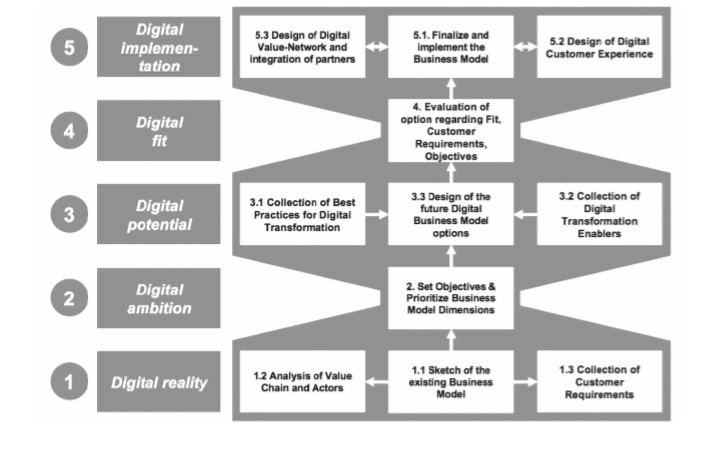 5
Digital
implemen-
tation
5.3 Design of Digital
Value-Network and
integration of partners
5.1. Finalize and
implement the
Business Model
5.2 Design of Digital
Customer Experience
4
Digital
fit
4. Evaluation of
option regarding Fit,
Customer
Requirements,
Objectives
3
Digital
potential
3.1 Collection of Best
Practices for Digital
Transformation
3.3 Design of the
future Digital
Business Model
options
3.2 Collection of
Digital
Transformation
Enablers
2
Digital
ambition
2. Set Objectives &
Prioritize Business
Model Dimensions
1
Digital reality
1.2 Analysis of Value
Chain and Actors
1.1 Sketch of the
existing Business
Model
1.3 Collection of
Customer
Requirements